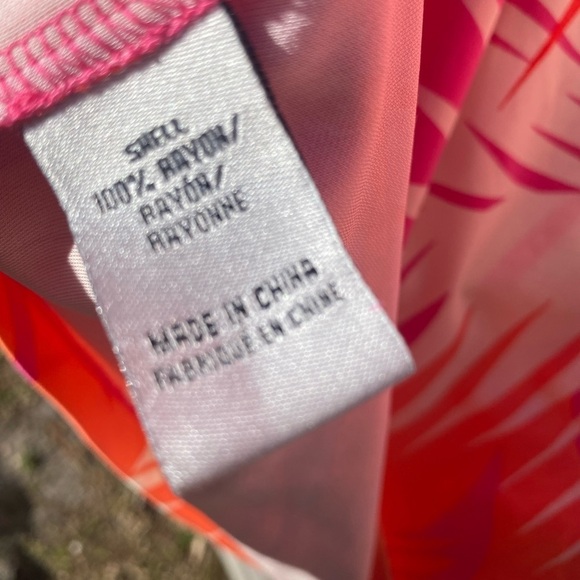 SHELL
100% RAYON/
RAYÓN/
RAYONNE
MADE IN CHINA
FABRIQUÉ EN CHINE